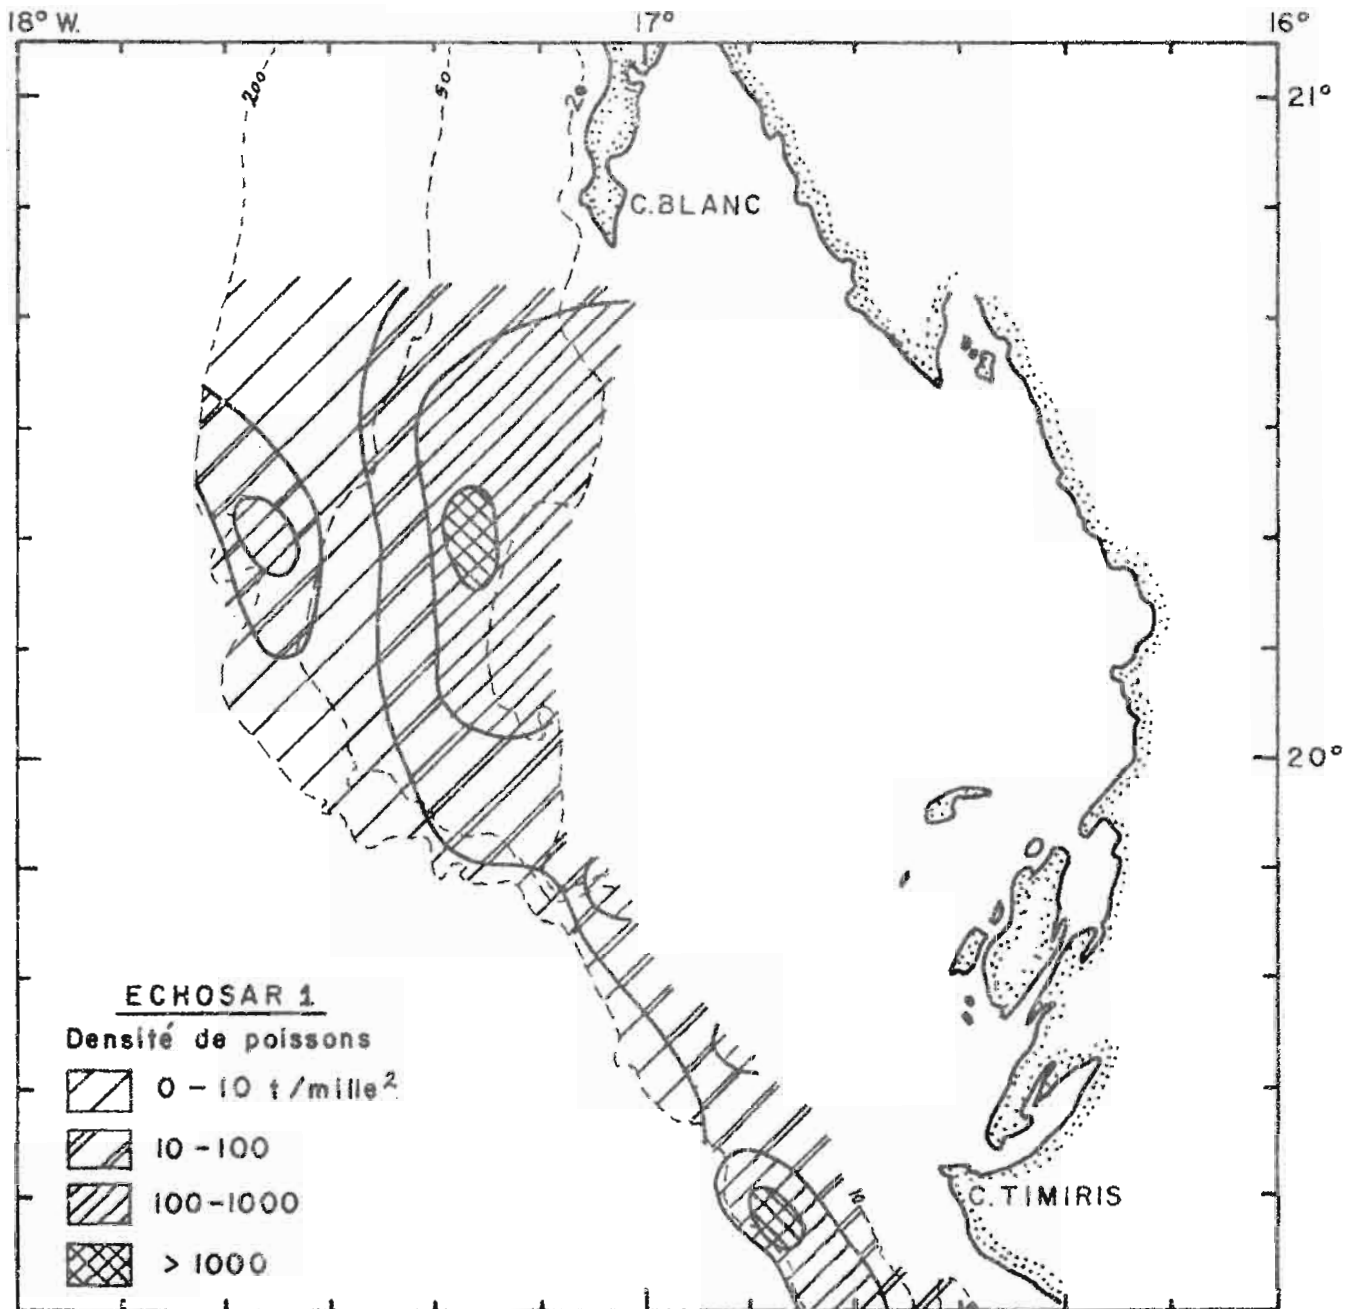 18° W. 17° 16°
200 50 20
21°
C. BLANC
20°
ECHOSAR 1
Densité de poissons
0 - 10 t/mille²
10 - 100
100 - 1000
> 1000
10
C. TIMIRIS